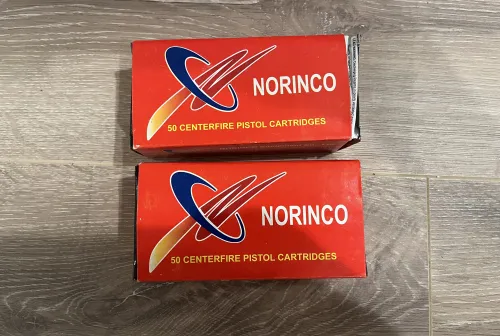 NORINCO
50 CENTERFIRE PISTOL CARTRIDGES
NORINCO
50 CENTERFIRE PISTOL CARTRIDGES